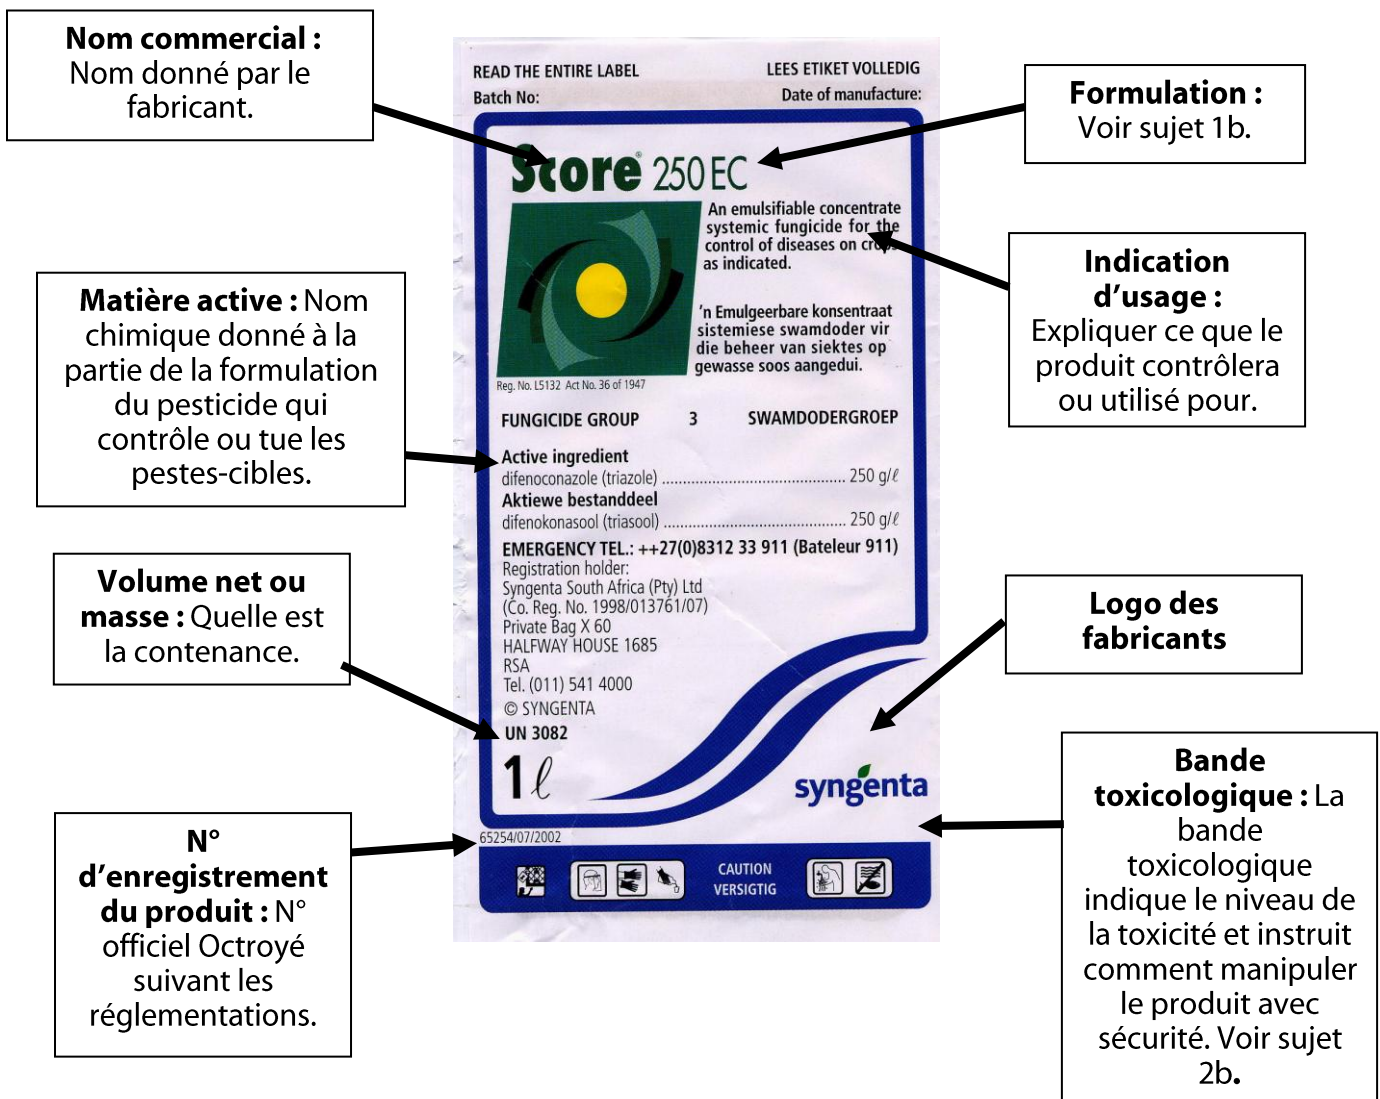 Nom commercial :
Nom donné par le
fabricant.
READ THE ENTIRE LABEL
LEES ETIKET VOLLEDIG
Batch No:
Date of manufacture:
Formulation :
Voir sujet 1b.
Score® 250 EC
An emulsifiable concentrate
systemic fungicide for the
control of diseases on crops
as indicated.
'n Emulgeerbare konsentraat
sistemiese swamdoder vir
die beheer van siektes op
gewasse soos aangedui.
Reg. No. L5132 Act No. 36 of 1947
Indication
d'usage :
Expliquer ce que le
produit contrôlera
ou utilisé pour.
Matière active : Nom
chimique donné à la
partie de la formulation
du pesticide qui
contrôle ou tue les
pestes-cibles.
FUNGICIDE GROUP 3 SWAMDODERGROEP
Active ingredient
difenoconazole (triazole) ............................................. 250 g/ℓ
Aktiewe bestanddeel
difenokonasool (triasool) ............................................. 250 g/ℓ
EMERGENCY TEL.: ++27(0)8312 33 911 (Bateleur 911)
Registration holder:
Syngenta South Africa (Pty) Ltd
(Co. Reg. No. 1998/013761/07)
Private Bag X 60
HALFWAY HOUSE 1685
RSA
Tel. (011) 541 4000
© SYNGENTA
UN 3082
1 ℓ
Volume net ou
masse : Quelle est
la contenance.
Logo des
fabricants
syngenta
65254/07/2002
CAUTION
VERSIGTIG
N°
d'enregistrement
du produit : N°
officiel Octroyé
suivant les
réglementations.
Bande
toxicologique : La
bande
toxicologique
indique le niveau de
la toxicité et instruit
comment manipuler
le produit avec
sécurité. Voir sujet
2b.